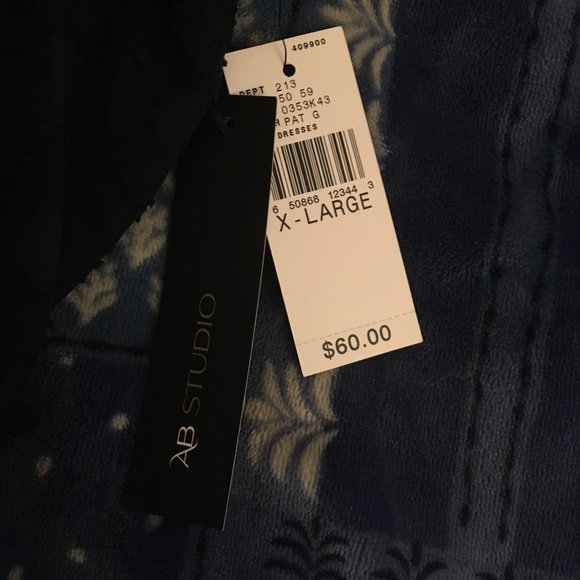 409900
DEPT 213
50 59
0353K43
PAT G
DRESSES
6 50868 12344 3
X-LARGE
$60.00
AB STUDIO